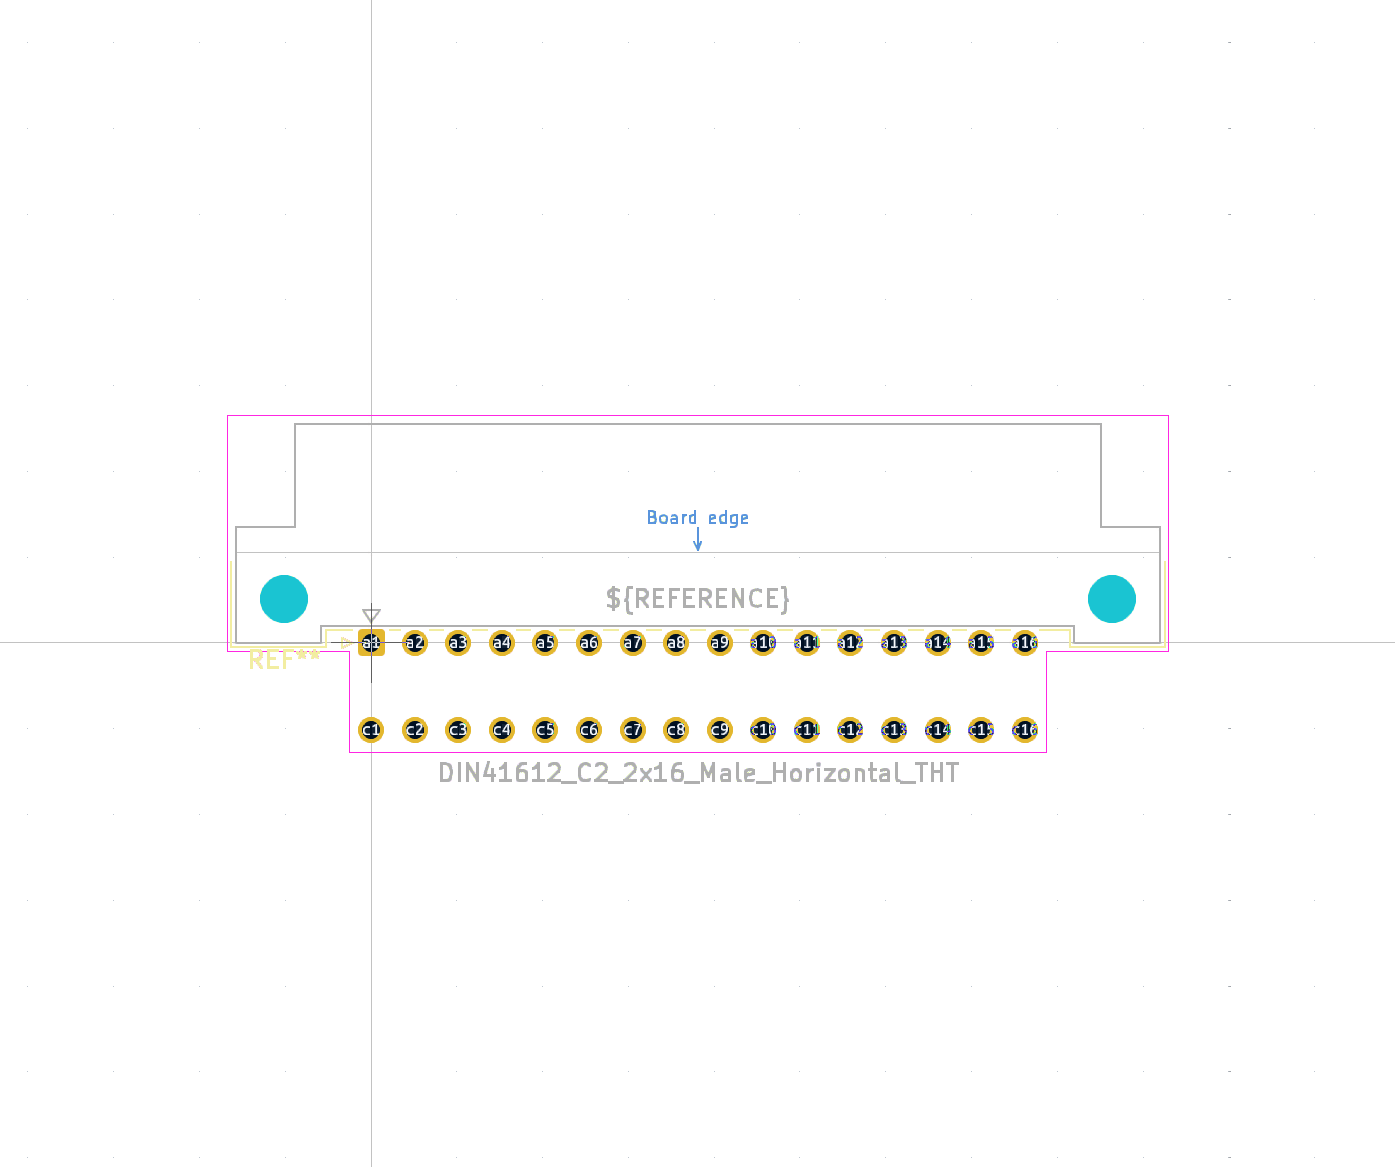 Board edge
${REFERENCE}
a1 a2 a3 a4 a5 a6 a7 a8 a9 a10 a11 a12 a13 a14 a15 a16
REF**
c1 c2 c3 c4 c5 c6 c7 c8 c9 c10 c11 c12 c13 c14 c15 c16
DIN41612_C2_2x16_Male_Horizontal_THT